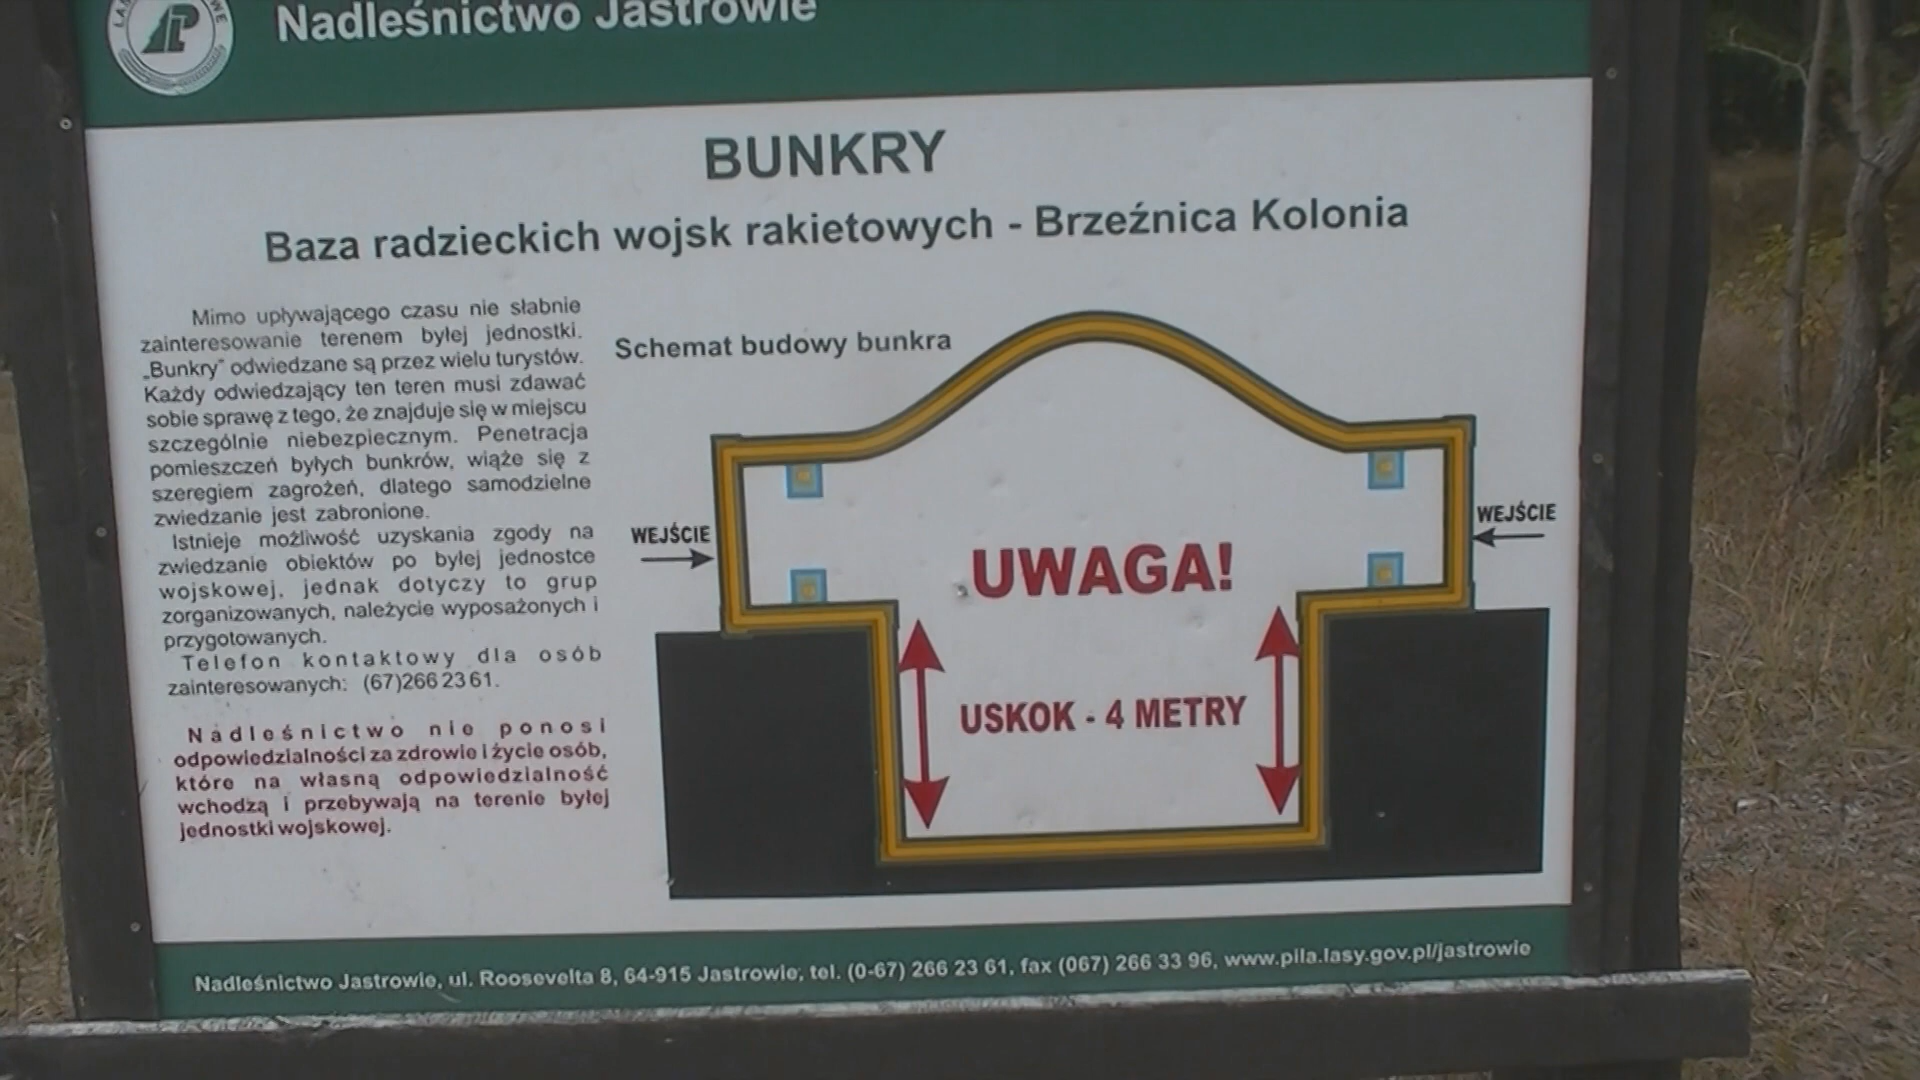 Nadleśnictwo Jastrowie
BUNKRY
Baza radzieckich wojsk rakietowych - Brzeźnica Kolonia
Mimo upływającego czasu nie słabnie
zainteresowanie terenem byłej jednostki.
„Bunkry" odwiedzane są przez wielu turystów.
Każdy odwiedzający ten teren musi zdawać
sobie sprawę z tego, że znajduje się w miejscu
szczególnie niebezpiecznym. Penetracja
pomieszczeń byłych bunkrów, wiąże się z
szeregiem zagrożeń, dlatego samodzielne
zwiedzanie jest zabronione.
Istnieje możliwość uzyskania zgody na
zwiedzanie obiektów po byłej jednostce
wojskowej, jednak dotyczy to grup
zorganizowanych, należycie wyposażonych i
przygotowanych.
Telefon kontaktowy dla osób
zainteresowanych: (67)266 23 61.
Nadleśnictwo nie ponosi
odpowiedzialności za zdrowie i życie osób,
które na własną odpowiedzialność
wchodzą i przebywają na terenie byłej
jednostki wojskowej.
Schemat budowy bunkra
WEJŚCIE
WEJŚCIE
UWAGA!
USKOK - 4 METRY
Nadleśnictwo Jastrowie, ul. Roosevelta 8, 64-915 Jastrowie, tel. (0-67) 266 23 61, fax (067) 266 33 96, www.pila.lasy.gov.pl/jastrowie